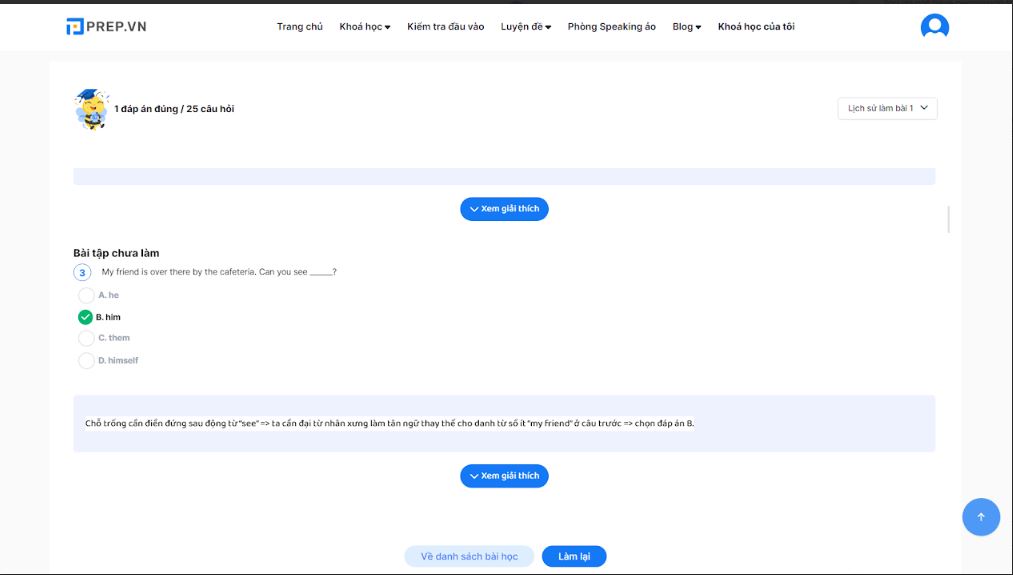 PREP.VN
Trang chủ Khoá học Kiểm tra đầu vào Luyện đề Phòng Speaking ảo Blog Khoá học của tôi
1 đáp án đúng / 25 câu hỏi
Lịch sử làm bài 1
Xem giải thích
Bài tập chưa làm
3 My friend is over there by the cafeteria. Can you see _____?
A. he
B. him
C. them
D. himself
Chỗ trống cần điền đứng sau động từ "see" => ta cần đại từ nhân xưng làm tân ngữ thay thế cho danh từ số ít "my friend" ở câu trước => chọn đáp án B.
Xem giải thích
Về danh sách bài học Làm lại